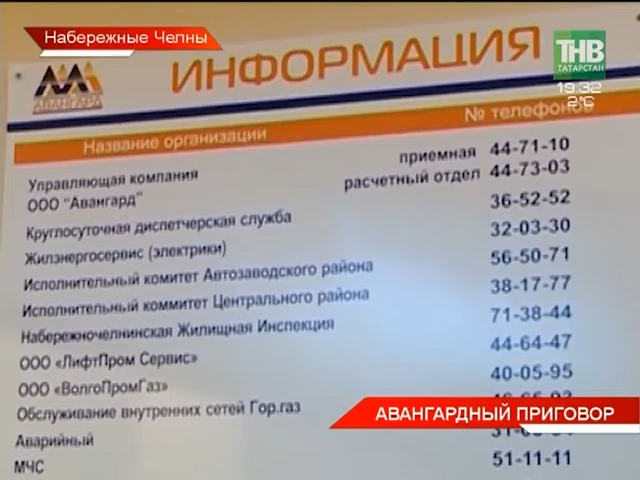 Набережные Челны
ТНВ
ТАТАРСТАН
19:32
2°C
АВАНГАРД
ИНФОРМАЦИЯ
Название организации № телефонов
Управляющая компания приемная 44-71-10
ООО "Авангард" расчетный отдел 44-73-03
Круглосуточная диспетчерская служба 36-52-52
Жилэнергосервис (электрики) 32-03-30
Исполнительный комитет Автозаводского района 56-50-71
Исполнительный коммитет Центрального района 38-17-77
Набережночелнинская Жилищная Инспекция 71-38-44
ООО «ЛифтПром Сервис» 44-64-47
ООО «ВолгоПромГаз» 40-05-95
Обслуживание внутренних сетей Гор.газ
Аварийный
МЧС 51-11-11
АВАНГАРДНЫЙ ПРИГОВОР